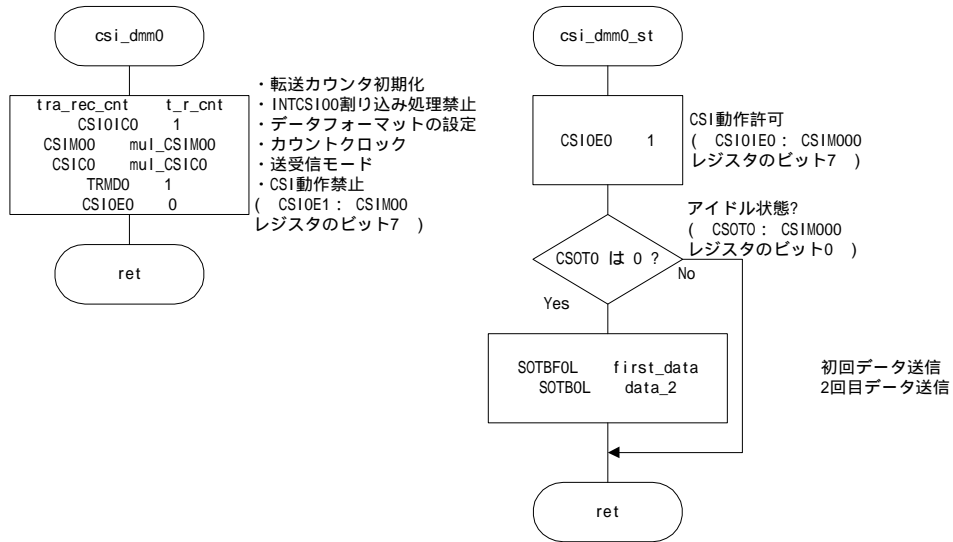 csi_dmm0
tra_rec_cnt t_r_cnt
CSI0IC0 1
CSIM00 mul_CSIM00
CSIC0 mul_CSIC0
TRMD0 1
CSI0E0 0
・転送カウンタ初期化
・INTCSI00割り込み処理禁止
・データフォーマットの設定
・カウントクロック
・送受信モード
・CSI動作禁止
( CSI0E1: CSIM00
レジスタのビット7 )
ret
csi_dmm0_st
CSI0E0 1
CSI動作許可
( CSI0IE0: CSIM000
レジスタのビット7 )
アイドル状態?
( CSOT0: CSIM000
レジスタのビット0 )
CSOT0 は 0 ?
No
Yes
SOTBF0L first_data
SOTB0L data_2
初回データ送信
2回目データ送信
ret